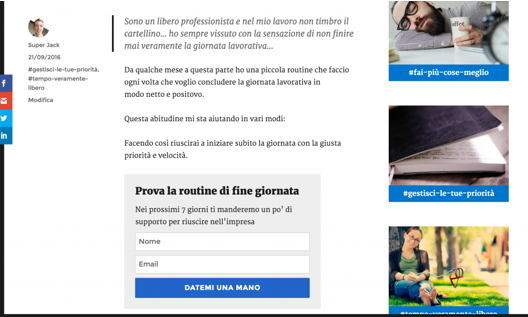 Super Jack
21/09/2016
#gestisci-le-tue-priorità,
#tempo-veramente-
libero
Modifica
Sono un libero professionista e nel mio lavoro non timbro il
cartellino... ho sempre vissuto con la sensazione di non finire
mai veramente la giornata lavorativa...
Da qualche mese a questa parte ho una piccola routine che faccio
ogni volta che voglio concludere la giornata lavorativa in
modo netto e positovo.
Questa abitudine mi sta aiutando in vari modi:
Facendo così riuscirai a iniziare subito la giornata con la giusta
priorità e velocità.
Prova la routine di fine giornata
Nei prossimi 7 giorni ti manderemo un po' di
supporto per riuscire nell'impresa
Nome
Email
DATEMI UNA MANO
#fai-più-cose-meglio
#gestisci-le-tue-priorità
#tempo-veramente-libero